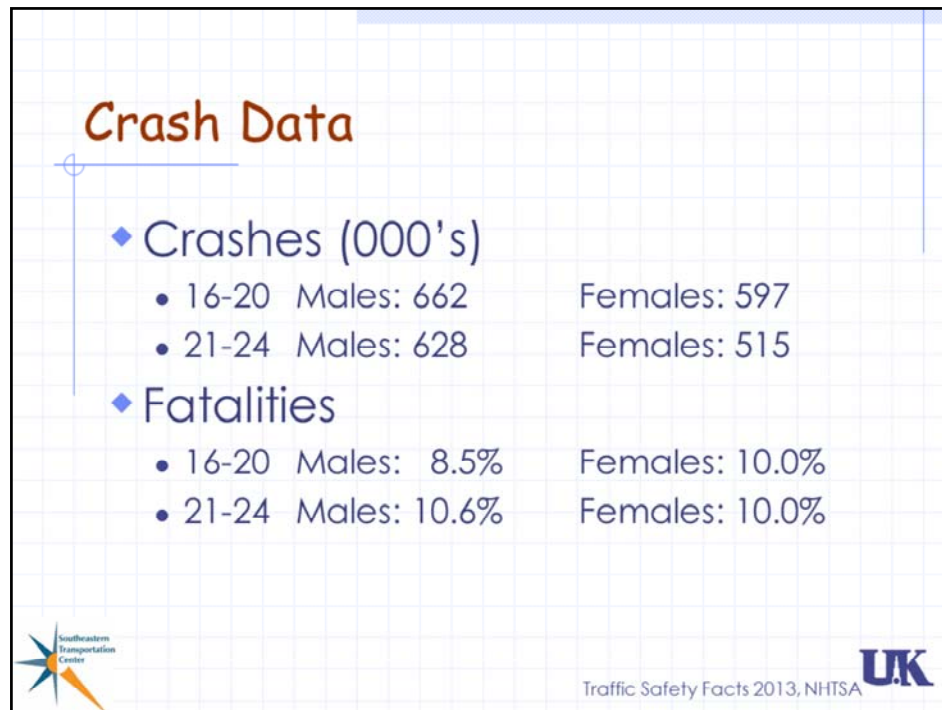 Crash Data
◆ Crashes (000's)
• 16-20 Males: 662 Females: 597
• 21-24 Males: 628 Females: 515
◆ Fatalities
• 16-20 Males: 8.5% Females: 10.0%
• 21-24 Males: 10.6% Females: 10.0%
Southeastern
Transportation
Center
Traffic Safety Facts 2013, NHTSA
UK